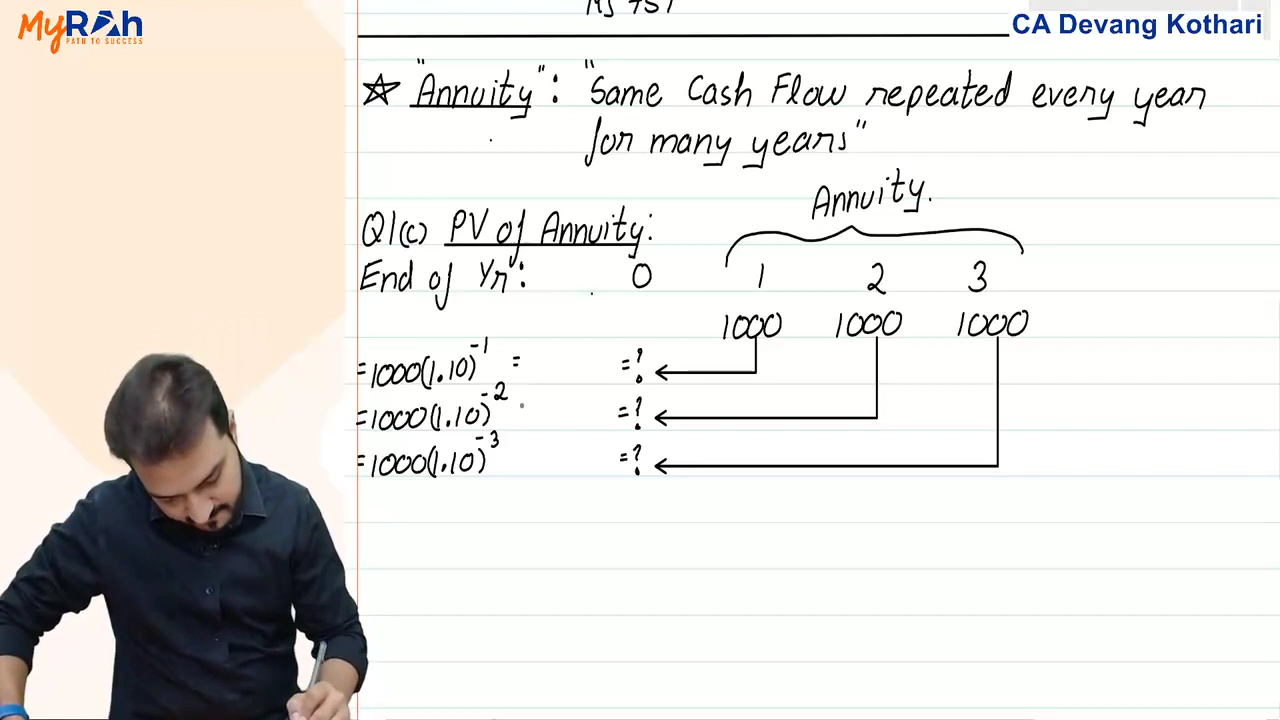 MyRAh
PATH TO SUCCESS
CA Devang Kothari
☆ "Annuity": "Same Cash Flow repeated every year
for many years"
Annuity.
Q1(c) PV of Annuity:
End of Yr: 0 1 2 3
1000 1000 1000
=1000(1.10)⁻¹ = =?
=1000(1.10)⁻² =?
=1000(1.10)⁻³ =?